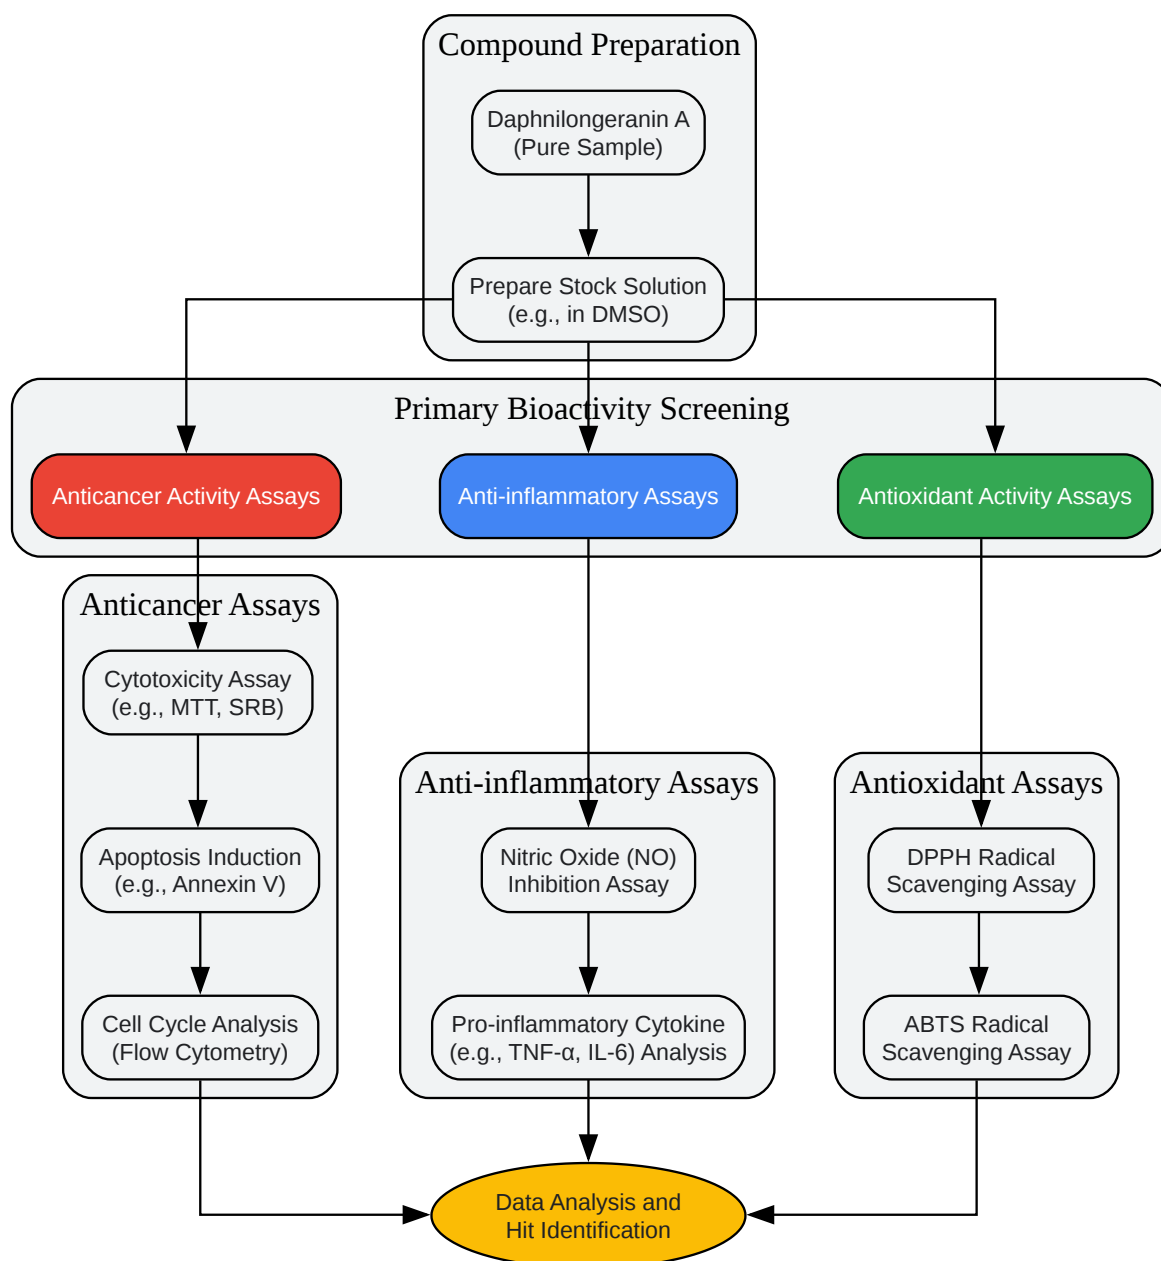 Compound Preparation
Daphnilongeranin A
(Pure Sample)
Prepare Stock Solution
(e.g., in DMSO)
Primary Bioactivity Screening
Anticancer Activity Assays
Anti-inflammatory Assays
Antioxidant Activity Assays
Anticancer Assays
Cytotoxicity Assay
(e.g., MTT, SRB)
Apoptosis Induction
(e.g., Annexin V)
Cell Cycle Analysis
(Flow Cytometry)
Anti-inflammatory Assays
Nitric Oxide (NO)
Inhibition Assay
Pro-inflammatory Cytokine
(e.g., TNF-α, IL-6) Analysis
Antioxidant Assays
DPPH Radical
Scavenging Assay
ABTS Radical
Scavenging Assay
Data Analysis and
Hit Identification